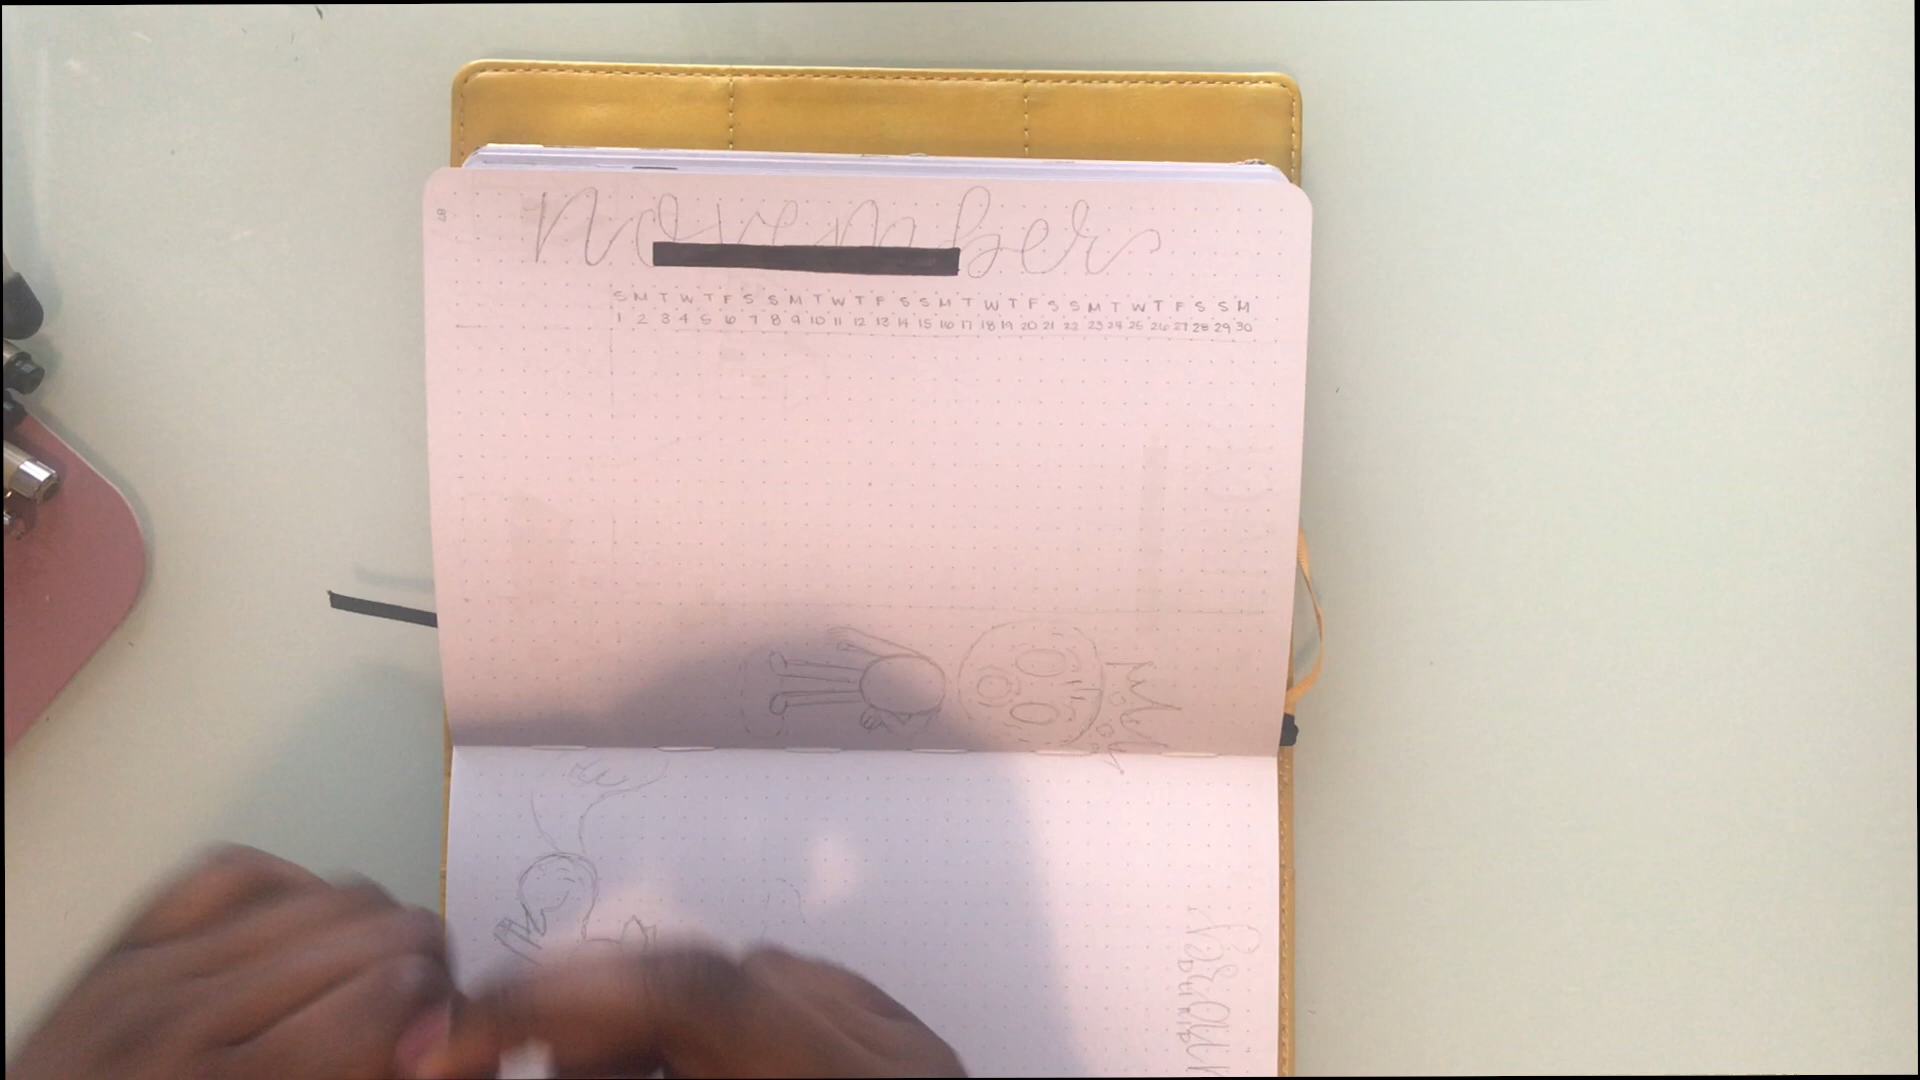 november
S M T W T F S S M T W T F S S M T W T F S S M T W T F S S M
1 2 3 4 5 6 7 8 9 10 11 12 13 14 15 16 17 18 19 20 21 22 23 24 25 26 27 28 29 30
87